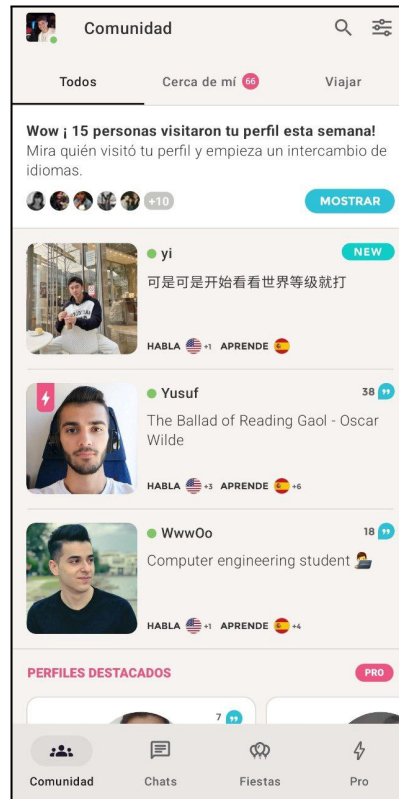 Comunidad
Todos
Cerca de mí 66
Viajar
Wow ¡ 15 personas visitaron tu perfil esta semana!
Mira quién visitó tu perfil y empieza un intercambio de
idiomas.
+10
MOSTRAR
yi
NEW
可是可是开始看看世界等级就打
HABLA +1 APRENDE
Yusuf
38
The Ballad of Reading Gaol - Oscar
Wilde
HABLA +3 APRENDE +6
WwwOo
18
Computer engineering student
HABLA +1 APRENDE +4
PERFILES DESTACADOS
PRO
7
Comunidad
Chats
Fiestas
Pro